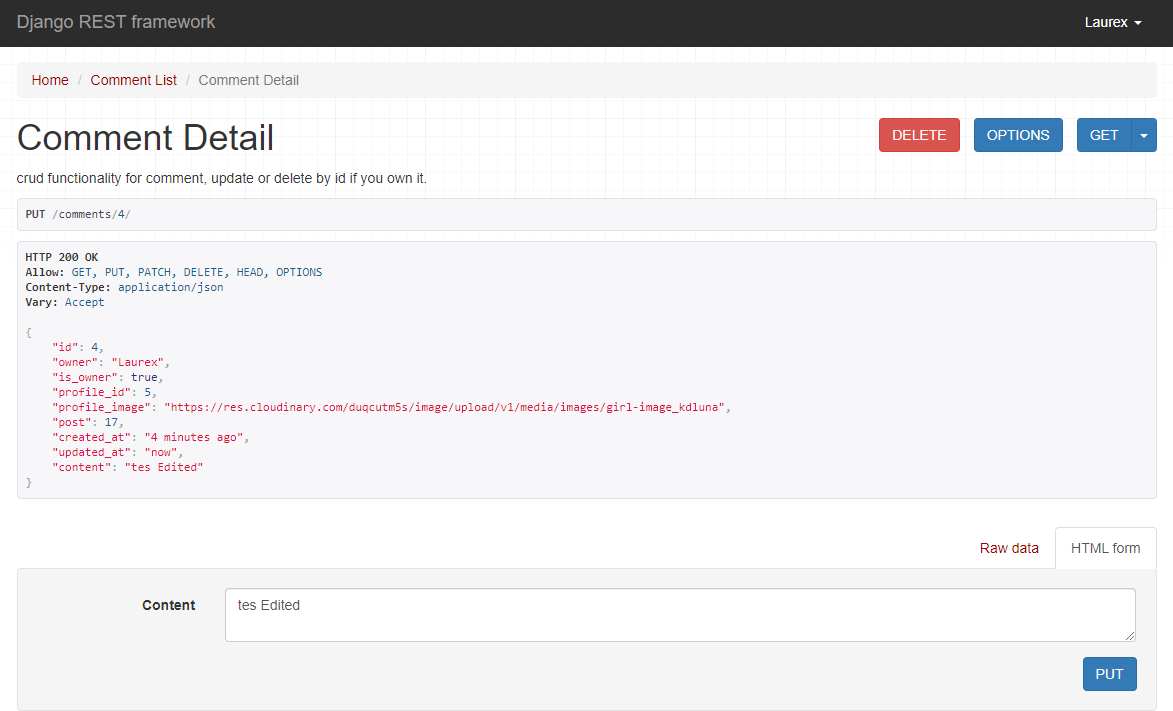 Django REST framework
Laurex
Home / Comment List / Comment Detail
Comment Detail
DELETE
OPTIONS
GET
crud functionality for comment, update or delete by id if you own it.
PUT /comments/4/
HTTP 200 OK
Allow: GET, PUT, PATCH, DELETE, HEAD, OPTIONS
Content-Type: application/json
Vary: Accept
{
"id": 4,
"owner": "Laurex",
"is_owner": true,
"profile_id": 5,
"profile_image": "https://res.cloudinary.com/duqcutm5s/image/upload/v1/media/images/girl-image_kdluna",
"post": 17,
"created_at": "4 minutes ago",
"updated_at": "now",
"content": "tes Edited"
}
Raw data
HTML form
Content
tes Edited
PUT